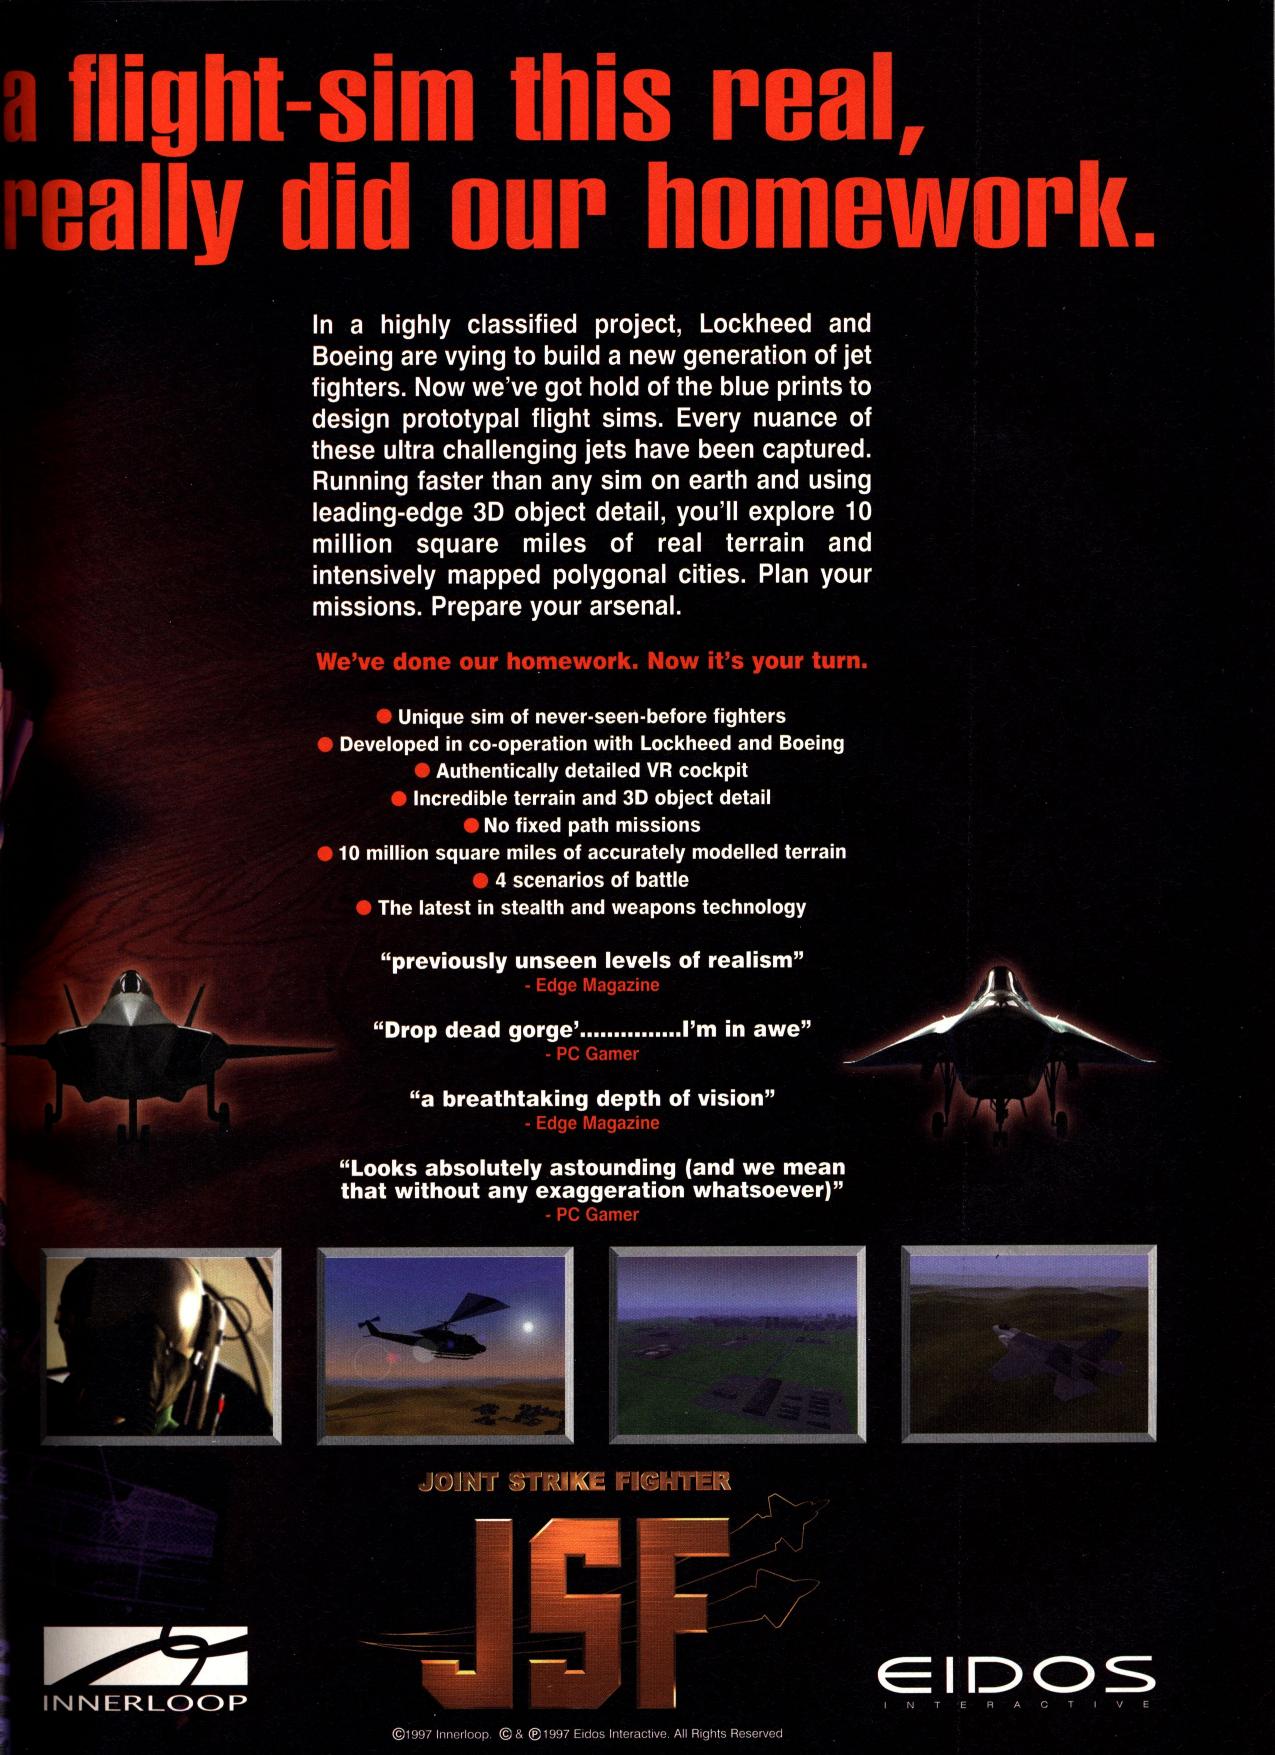 a flight-sim this real,
really did our homework.
In a highly classified project, Lockheed and
Boeing are vying to build a new generation of jet
fighters. Now we've got hold of the blue prints to
design prototypal flight sims. Every nuance of
these ultra challenging jets have been captured.
Running faster than any sim on earth and using
leading-edge 3D object detail, you'll explore 10
million square miles of real terrain and
intensively mapped polygonal cities. Plan your
missions. Prepare your arsenal.
We've done our homework. Now it's your turn.
● Unique sim of never-seen-before fighters
● Developed in co-operation with Lockheed and Boeing
● Authentically detailed VR cockpit
● Incredible terrain and 3D object detail
● No fixed path missions
● 10 million square miles of accurately modelled terrain
● 4 scenarios of battle
● The latest in stealth and weapons technology
“previously unseen levels of realism”
- Edge Magazine
“Drop dead gorge'...............I'm in awe”
- PC Gamer
“a breathtaking depth of vision”
- Edge Magazine
“Looks absolutely astounding (and we mean
that without any exaggeration whatsoever)”
- PC Gamer
JOINT STRIKE FIGHTER
JSF
INNERLOOP
EIDOS
INTERACTIVE
©1997 Innerloop. © & ℗1997 Eidos Interactive. All Rights Reserved